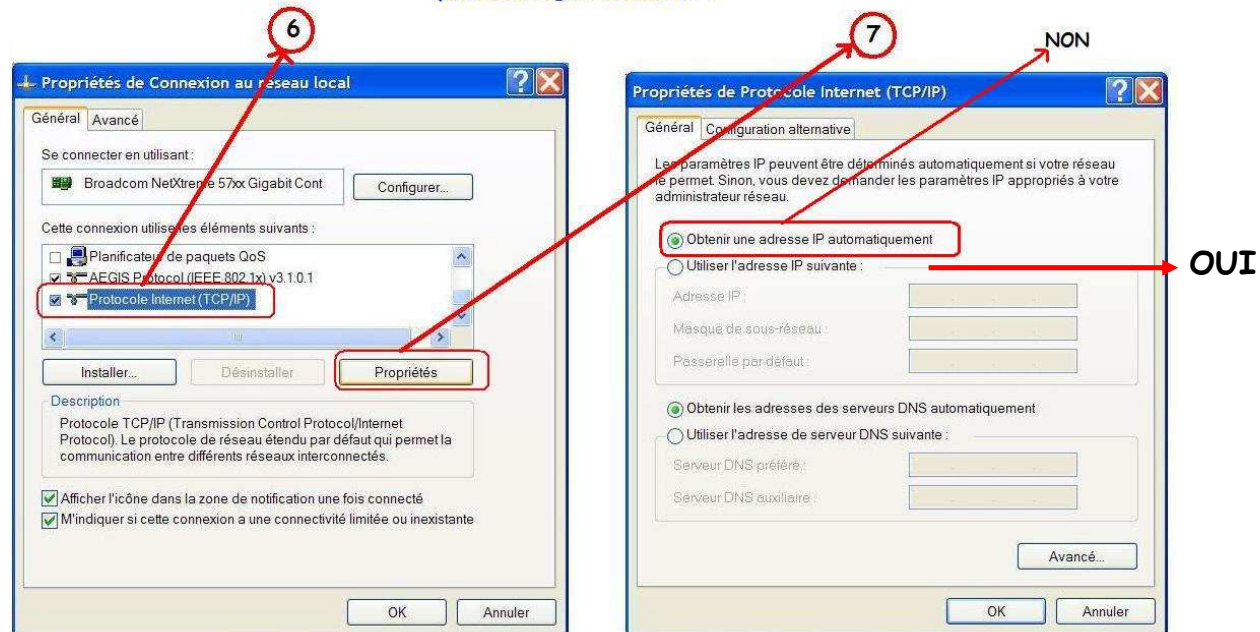 6
7
NON
OUI
Propriétés de Connexion au réseau local
Général Avancé
Se connecter en utilisant :
Broadcom NetXtreme 57xx Gigabit Cont Configurer...
Cette connexion utilise les éléments suivants :
Planificateur de paquets QoS
AEGIS Protocol (IEEE 802.1x) v3.1.0.1
Protocole Internet (TCP/IP)
Installer... Désinstaller Propriétés
Description
Protocole TCP/IP (Transmission Control Protocol/Internet
Protocol). Le protocole de réseau étendu par défaut qui permet la
communication entre différents réseaux interconnectés.
Afficher l'icône dans la zone de notification une fois connecté
M'indiquer si cette connexion a une connectivité limitée ou inexistante
OK Annuler
Propriétés de Protocole Internet (TCP/IP)
Général Configuration alternative
Les paramètres IP peuvent être déterminés automatiquement si votre réseau
le permet. Sinon, vous devez demander les paramètres IP appropriés à votre
administrateur réseau.
Obtenir une adresse IP automatiquement
Utiliser l'adresse IP suivante :
Adresse IP :
Masque de sous-réseau :
Passerelle par défaut :
Obtenir les adresses des serveurs DNS automatiquement
Utiliser l'adresse de serveur DNS suivante :
Serveur DNS préféré :
Serveur DNS auxiliaire :
Avancé...
OK Annuler